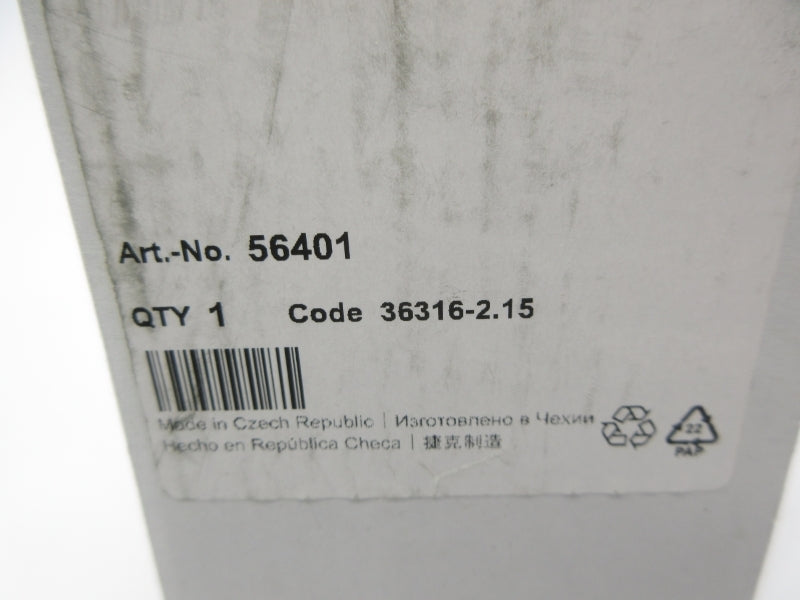 Art.-No. 56401
QTY 1 Code 36316-2.15
Made in Czech Republic | Изготовлено в Чехии
Hecho en República Checa | 捷克制造
22
PAP